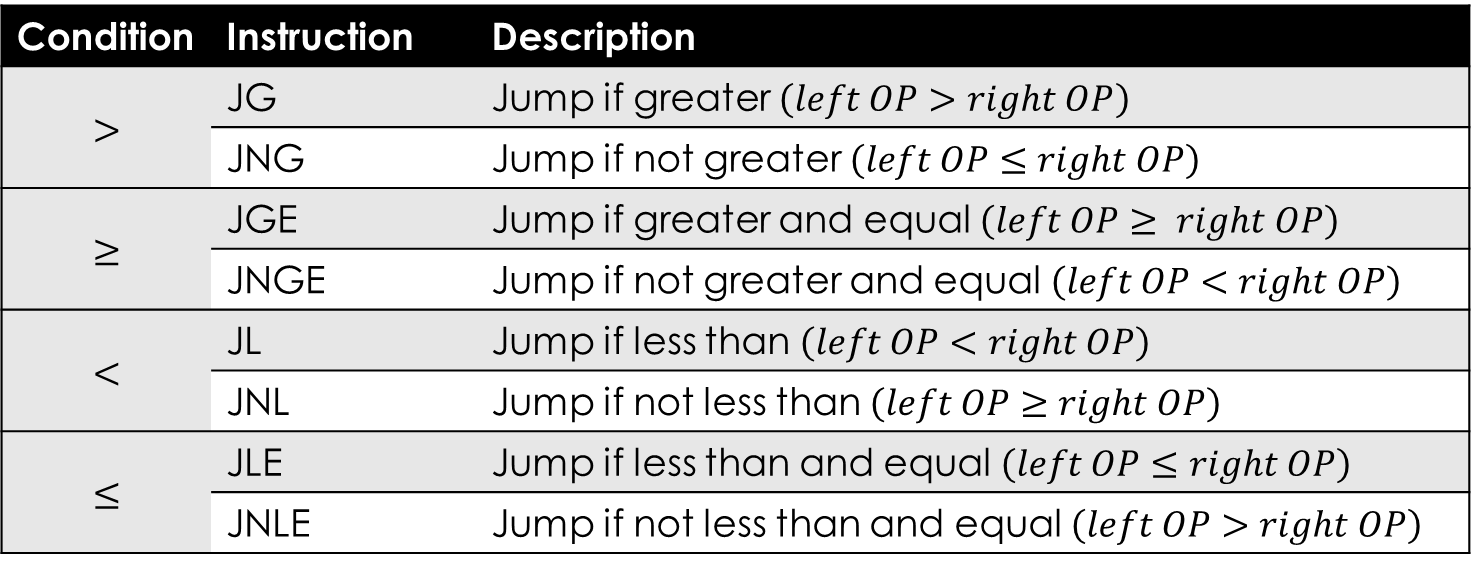 Condition Instruction Description
> JG Jump if greater (left OP > right OP)
JNG Jump if not greater (left OP ≤ right OP)
≥ JGE Jump if greater and equal (left OP ≥ right OP)
JNGE Jump if not greater and equal (left OP < right OP)
< JL Jump if less than (left OP < right OP)
JNL Jump if not less than (left OP ≥ right OP)
≤ JLE Jump if less than and equal (left OP ≤ right OP)
JNLE Jump if not less than and equal (left OP > right OP)